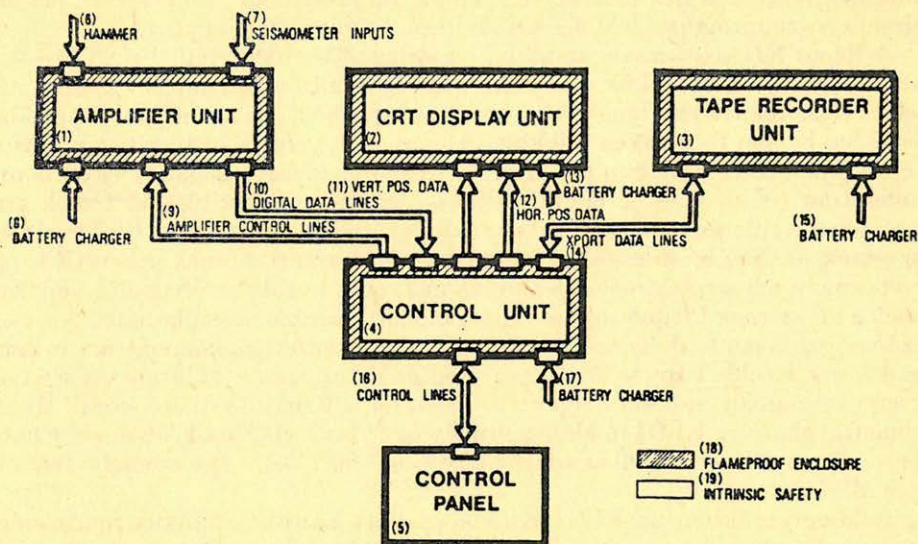 (6)
HAMMER
(7)
SEISMOMETER INPUTS
AMPLIFIER UNIT
(1)
CRT DISPLAY UNIT
(2)
TAPE RECORDER
UNIT
(3)
(8)
BATTERY CHARGER
(9)
AMPLIFIER CONTROL LINES
(10)
DIGITAL DATA LINES
(11) VERT. POS. DATA
(12)
HOR. POS DATA
(13)
BATTERY CHARGER
XPORT DATA LINES
(14)
(15)
BATTERY CHARGER
CONTROL UNIT
(4)
(16)
CONTROL LINES
(17)
BATTERY CHARGER
CONTROL
PANEL
(5)
(18)
FLAMEPROOF ENCLOSURE
(19)
INTRINSIC SAFETY